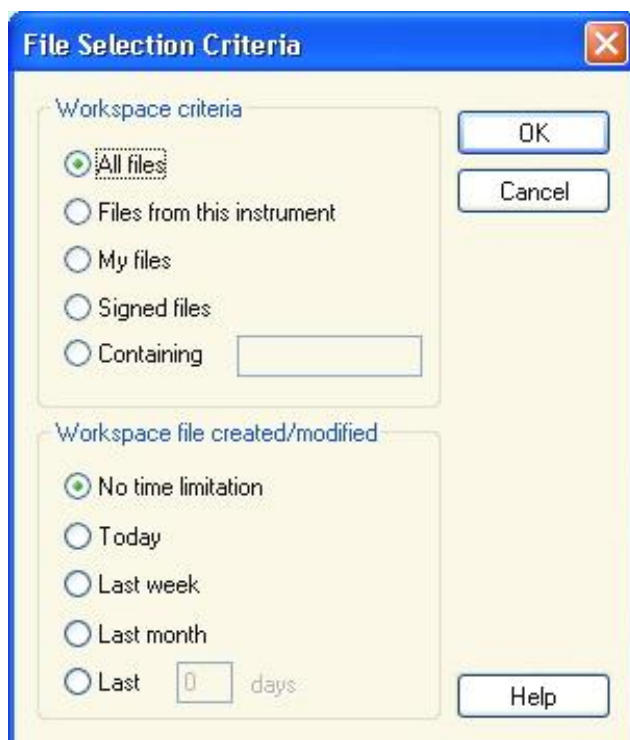 File Selection Criteria
Workspace criteria
All files
Files from this instrument
My files
Signed files
Containing
OK
Cancel
Workspace file created/modified
No time limitation
Today
Last week
Last month
Last 0 days
Help